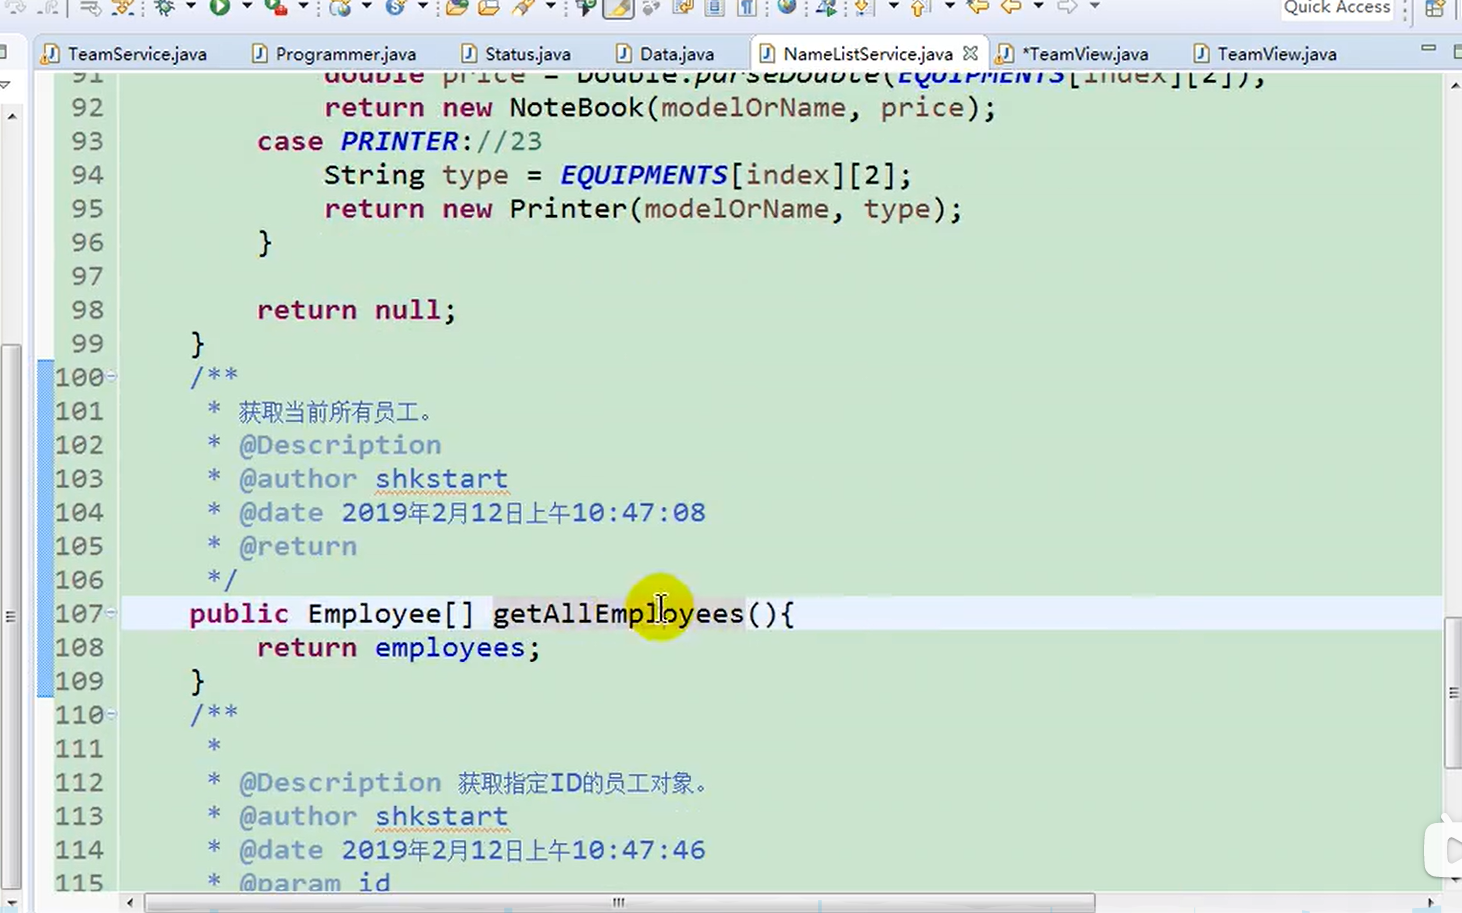 Quick Access
TeamService.java Programmer.java Status.java Data.java NameListService.java *TeamView.java TeamView.java
91 double price = Double.parseDouble(EQUIPMENTS[index][2]);
92 return new NoteBook(modelOrName, price);
93 case PRINTER://23
94 String type = EQUIPMENTS[index][2];
95 return new Printer(modelOrName, type);
96 }
97
98 return null;
99 }
100 /**
101 * 获取当前所有员工。
102 * @Description
103 * @author shkstart
104 * @date 2019年2月12日上午10:47:08
105 * @return
106 */
107 public Employee[] getAllEmployees(){
108 return employees;
109 }
110 /**
111 *
112 * @Description 获取指定ID的员工对象。
113 * @author shkstart
114 * @date 2019年2月12日上午10:47:46
115 * @param id